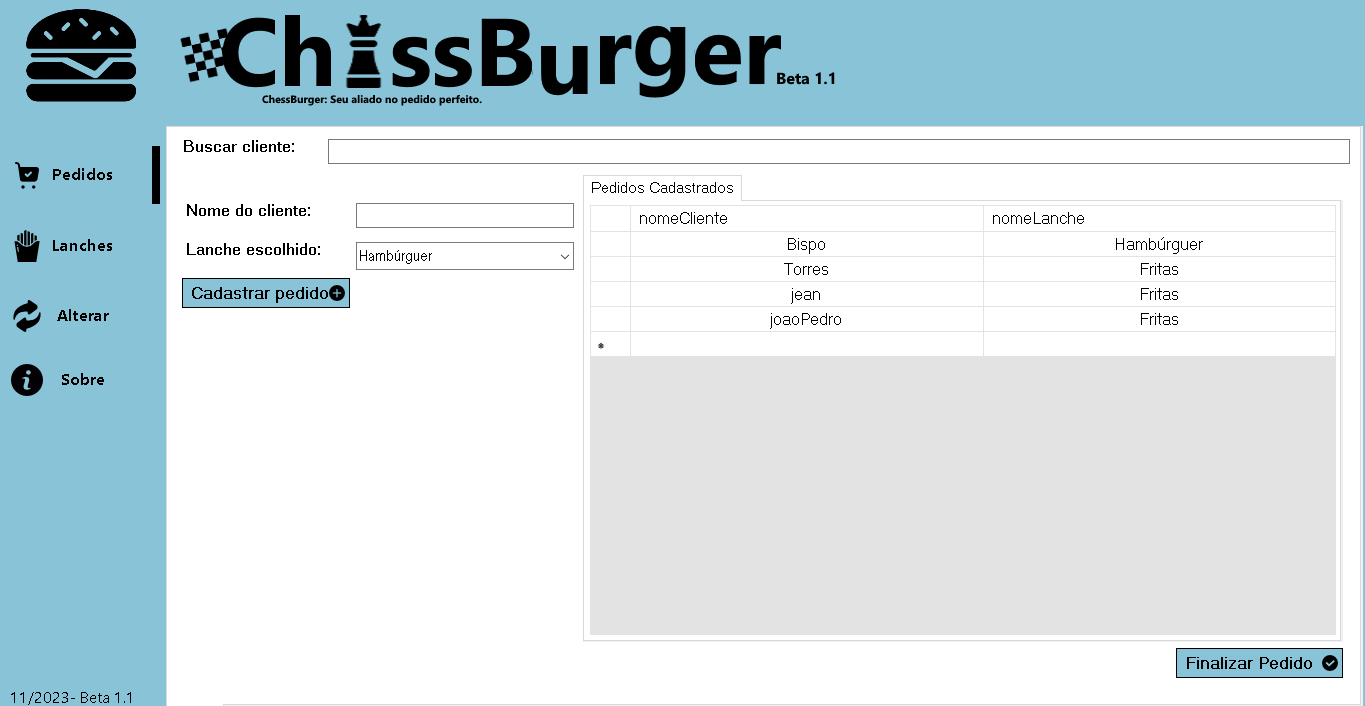 ChissBurger
Beta 1.1
ChessBurger: Seu aliado no pedido perfeito.
Pedidos
Lanches
Alterar
Sobre
11/2023- Beta 1.1
Buscar cliente:
Nome do cliente:
Lanche escolhido:
Hambúrguer
Cadastrar pedido
Pedidos Cadastrados
nomeCliente nomeLanche
Bispo Hambúrguer
Torres Fritas
jean Fritas
joaoPedro Fritas
*
Finalizar Pedido